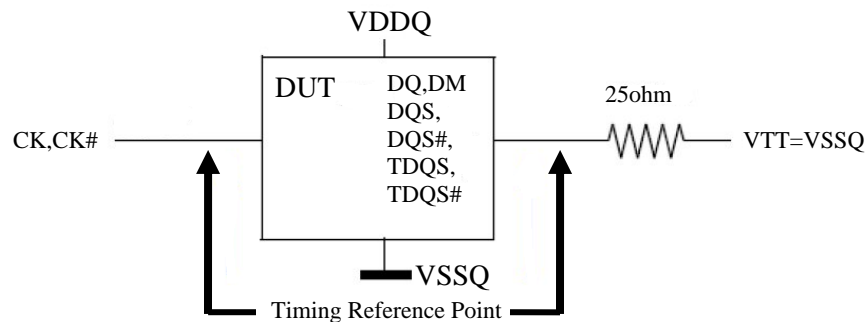 VDDQ
DUT
DQ,DM
DQS,
DQS#,
TDQS,
TDQS#
25ohm
CK,CK#
VTT=VSSQ
VSSQ
Timing Reference Point